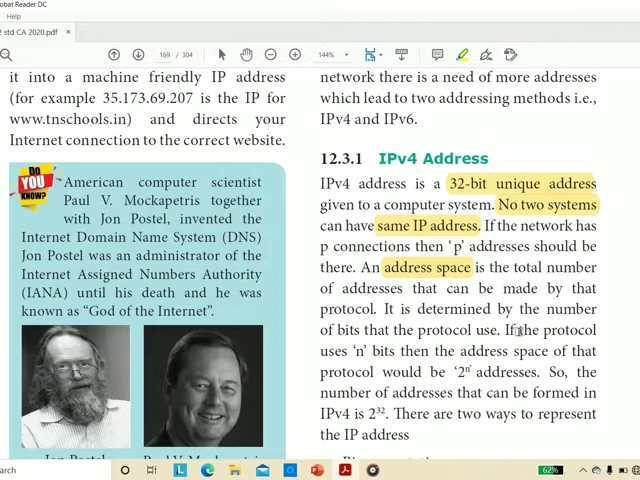 obat Reader DC
Help
2 std CA 2020.pdf ×
169 / 304
144%
it into a machine friendly IP address
(for example 35.173.69.207 is the IP for
www.tnschools.in) and directs your
Internet connection to the correct website.
DO
YOU
KNOW?
American computer scientist
Paul V. Mockapetris together
with Jon Postel, invented the
Internet Domain Name System (DNS)
Jon Postel was an administrator of the
Internet Assigned Numbers Authority
(IANA) until his death and he was
known as “God of the Internet”.
network there is a need of more addresses
which lead to two addressing methods i.e.,
IPv4 and IPv6.
12.3.1 IPv4 Address
IPv4 address is a 32-bit unique address
given to a computer system. No two systems
can have same IP address. If the network has
p connections then ‘p’ addresses should be
there. An address space is the total number
of addresses that can be made by that
protocol. It is determined by the number
of bits that the protocol use. If the protocol
uses ‘n’ bits then the address space of that
protocol would be ‘2ⁿ’ addresses. So, the
number of addresses that can be formed in
IPv4 is 2³². There are two ways to represent
the IP address
earch
62%